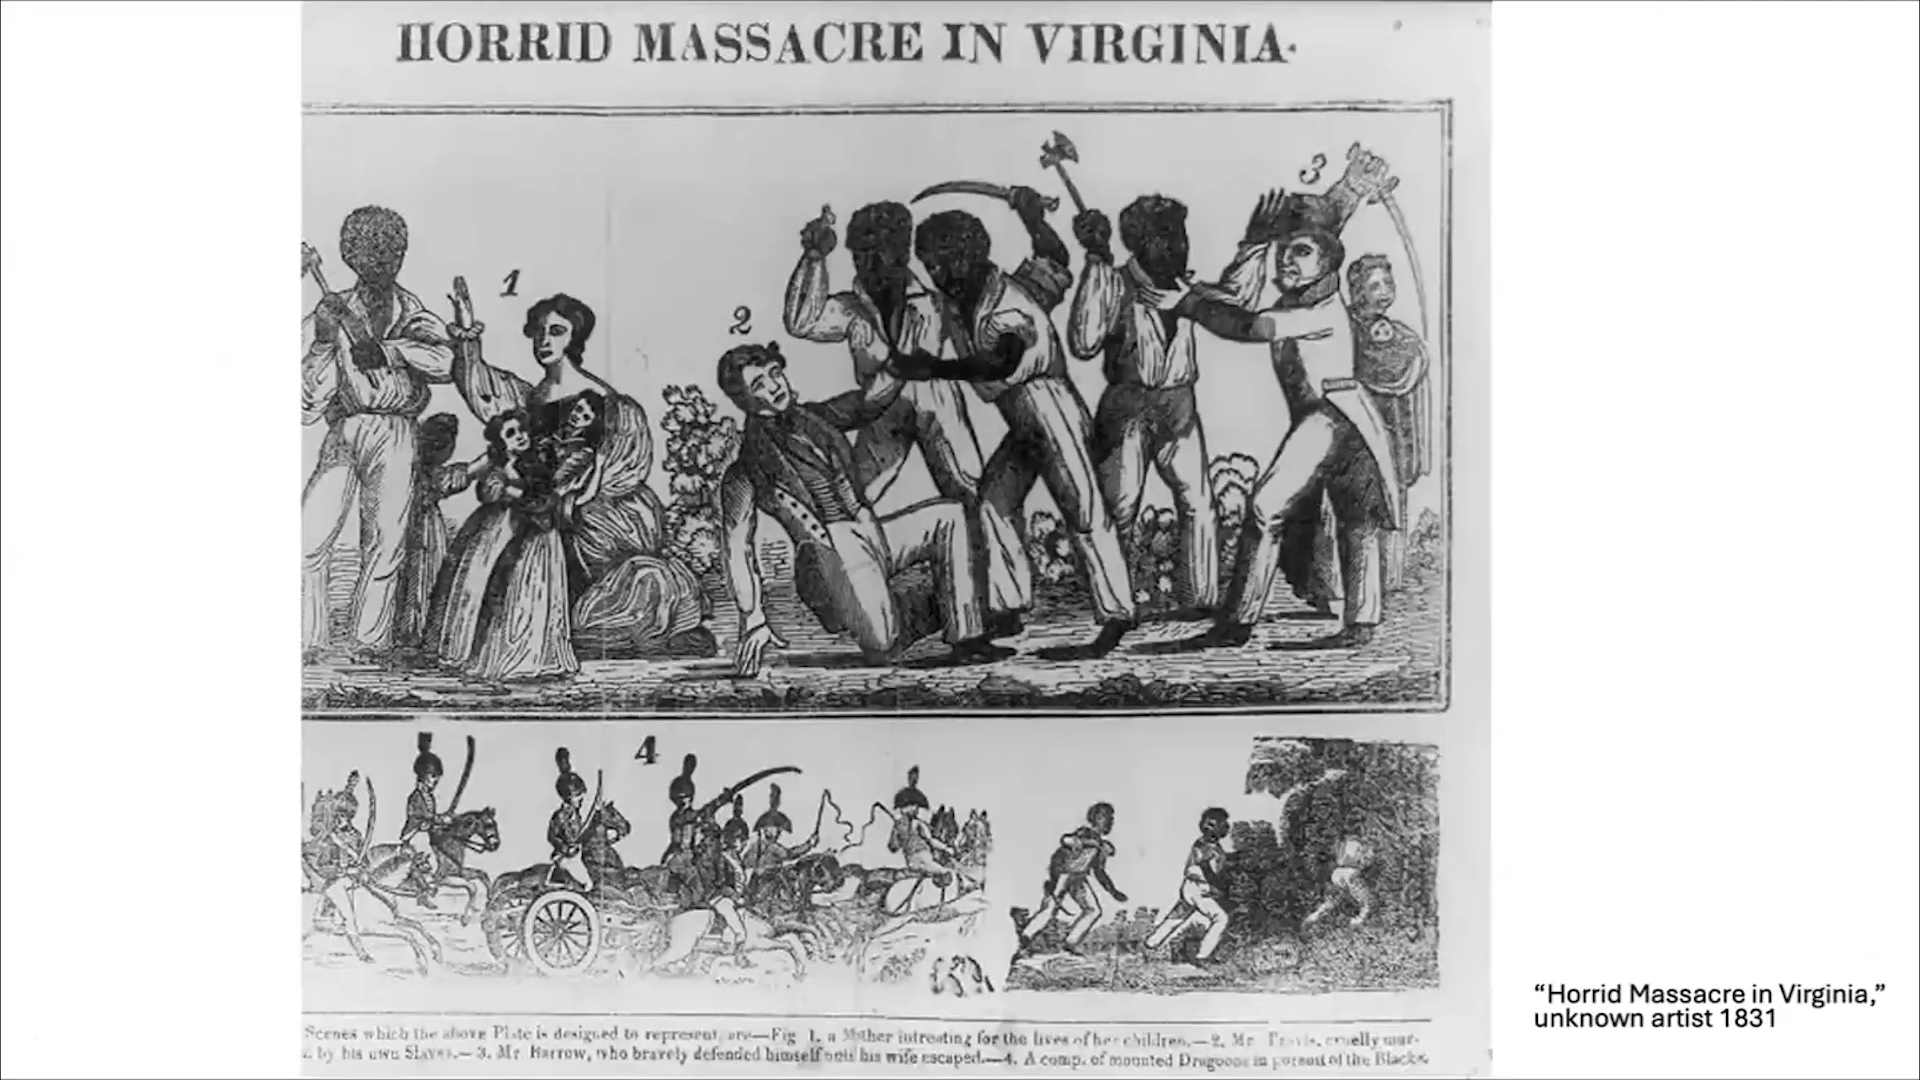 HORRID MASSACRE IN VIRGINIA.
1
2
3
4
Scenes which the above Plate is designed to represent, are—Fig 1. a Mother intreating for the lives of her children.—2. Mr. Travis, cruelly mur-
by his own Slaves.—3. Mr. Barrow, who bravely defended himself until his wife escaped.—4. A comp. of mounted Dragoons in pursuit of the Blacks.
“Horrid Massacre in Virginia,”
unknown artist 1831